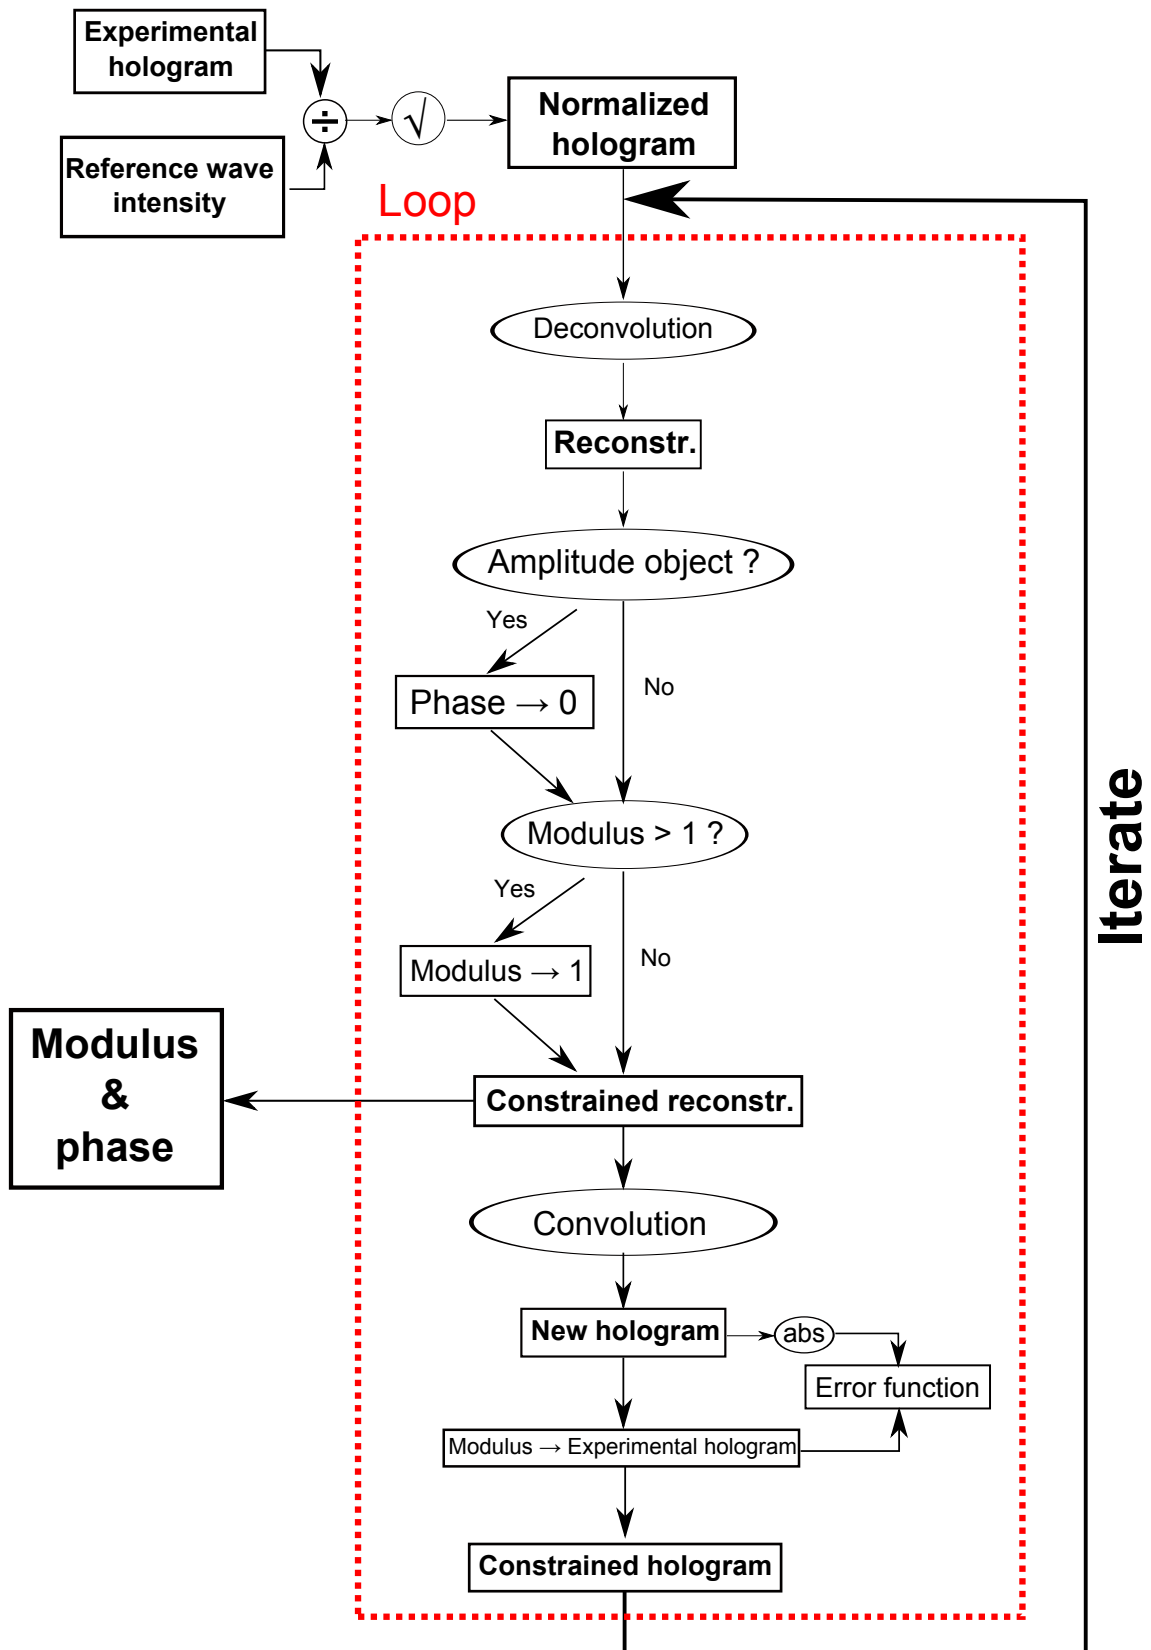 Experimental
hologram
÷
√
Normalized
hologram
Reference wave
intensity
Loop
Deconvolution
Reconstr.
Amplitude object ?
Yes
No
Phase → 0
Modulus > 1 ?
Yes
No
Modulus → 1
Iterate
Modulus
&
phase
Constrained reconstr.
Convolution
New hologram
abs
Error function
Modulus → Experimental hologram
Constrained hologram